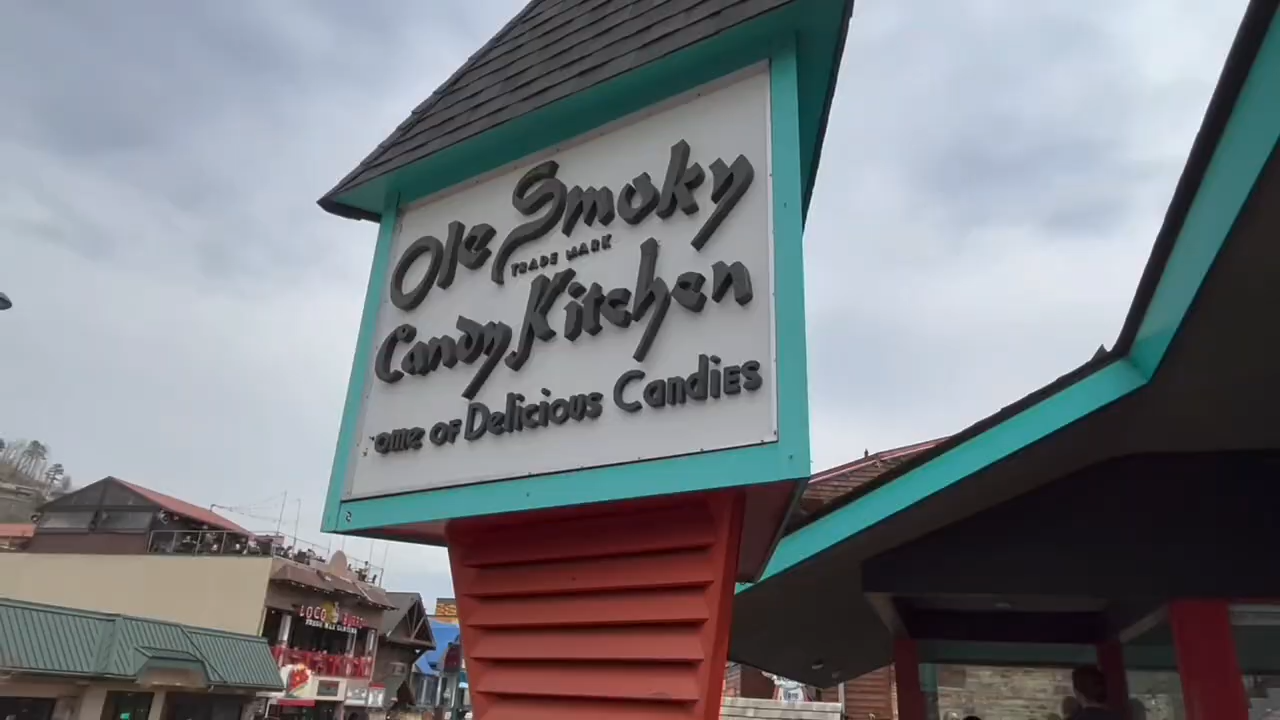 Ole Smoky
TRADE MARK
Candy Kitchen
ome OF Delicious CandiES
LOCO